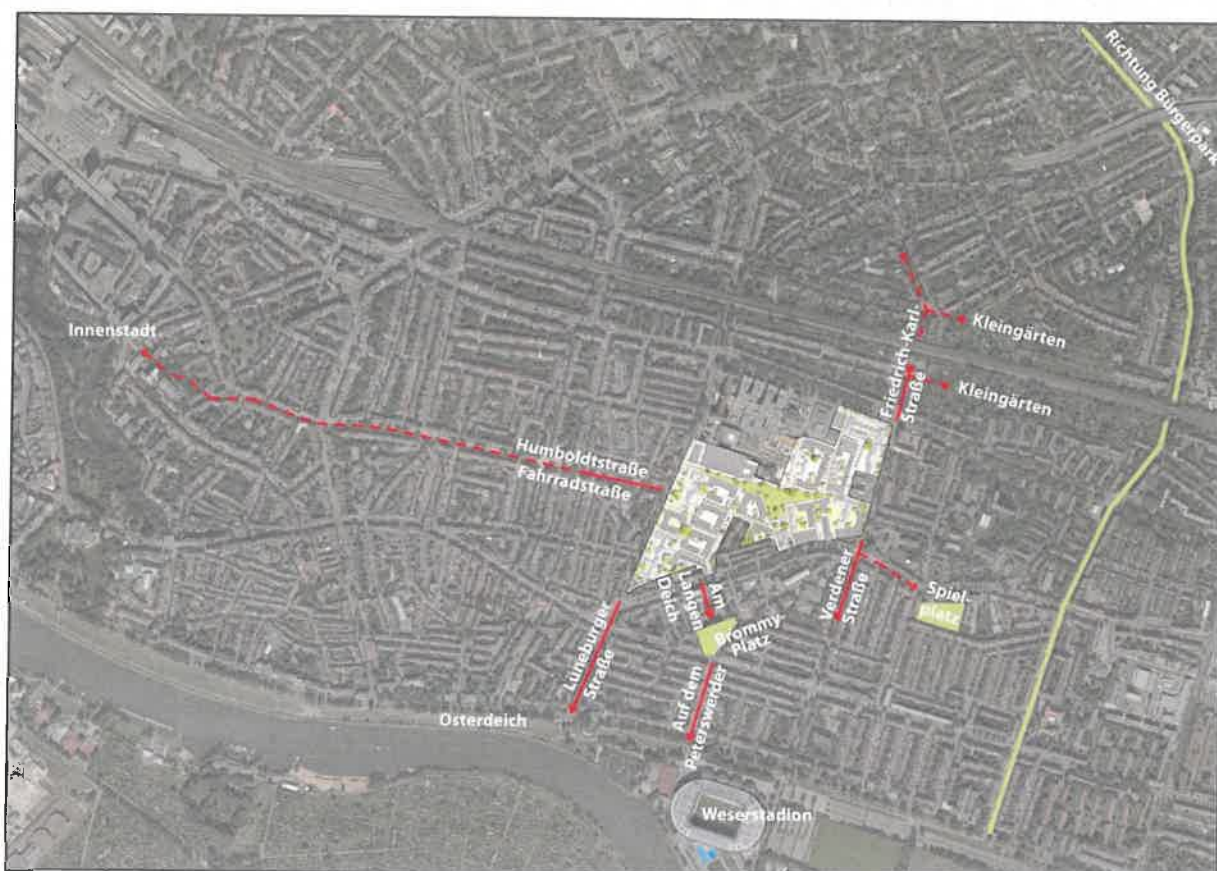 Richtung Bürgerpark
Innenstadt
Kleingärten
Friedrich-Karl-
Straße
Kleingärten
Humboldtstraße
Fahrradstraße
Am
Langen
Deich
Verdener
Straße
Spiel-
platz
Brommy-
Platz
Lüneburger
Straße
Auf dem
Peterswerder
Osterdeich
Weserstadion